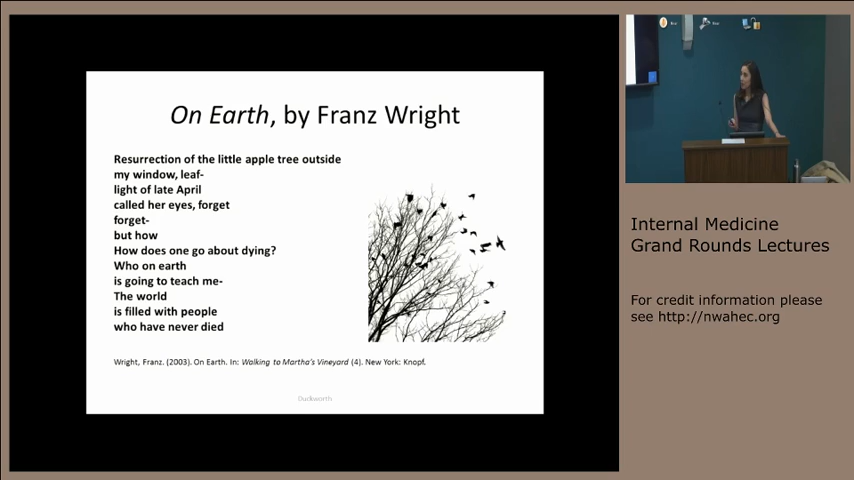 On Earth, by Franz Wright
Resurrection of the little apple tree outside
my window, leaf-
light of late April
called her eyes, forget
forget-
but how
How does one go about dying?
Who on earth
is going to teach me-
The world
is filled with people
who have never died
Wright, Franz. (2003). On Earth. In: Walking to Martha's Vineyard (4). New York: Knopf.
Duckworth
Internal Medicine
Grand Rounds Lectures
For credit information please
see http://nwahec.org